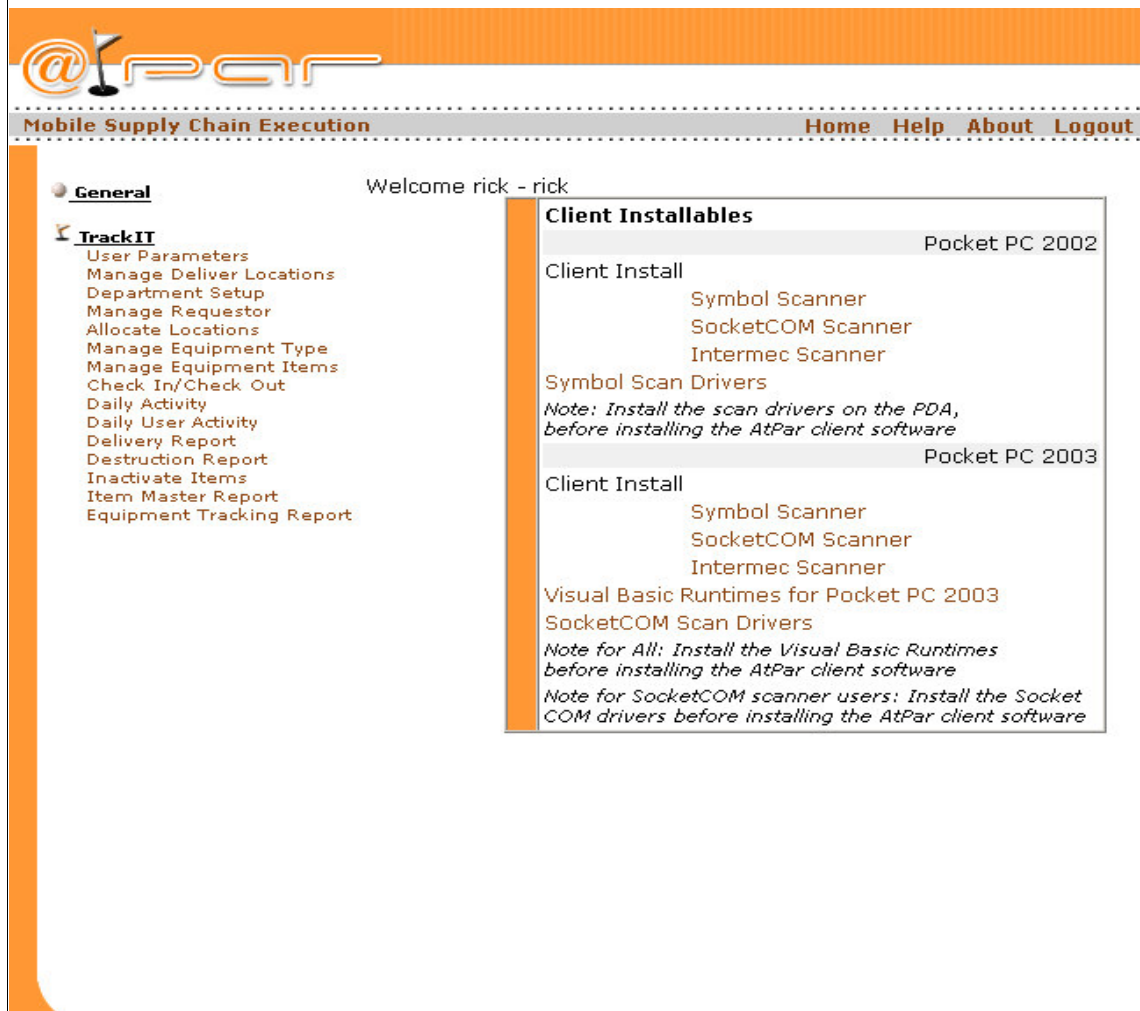 @Par
Mobile Supply Chain Execution
Home Help About Logout
General
TrackIT
User Parameters
Manage Deliver Locations
Department Setup
Manage Requestor
Allocate Locations
Manage Equipment Type
Manage Equipment Items
Check In/Check Out
Daily Activity
Daily User Activity
Delivery Report
Destruction Report
Inactivate Items
Item Master Report
Equipment Tracking Report
Welcome rick - rick
Client Installables
Pocket PC 2002
Client Install
Symbol Scanner
SocketCOM Scanner
Intermec Scanner
Symbol Scan Drivers
Note: Install the scan drivers on the PDA,
before installing the AtPar client software
Pocket PC 2003
Client Install
Symbol Scanner
SocketCOM Scanner
Intermec Scanner
Visual Basic Runtimes for Pocket PC 2003
SocketCOM Scan Drivers
Note for All: Install the Visual Basic Runtimes
before installing the AtPar client software
Note for SocketCOM scanner users: Install the Socket
COM drivers before installing the AtPar client software